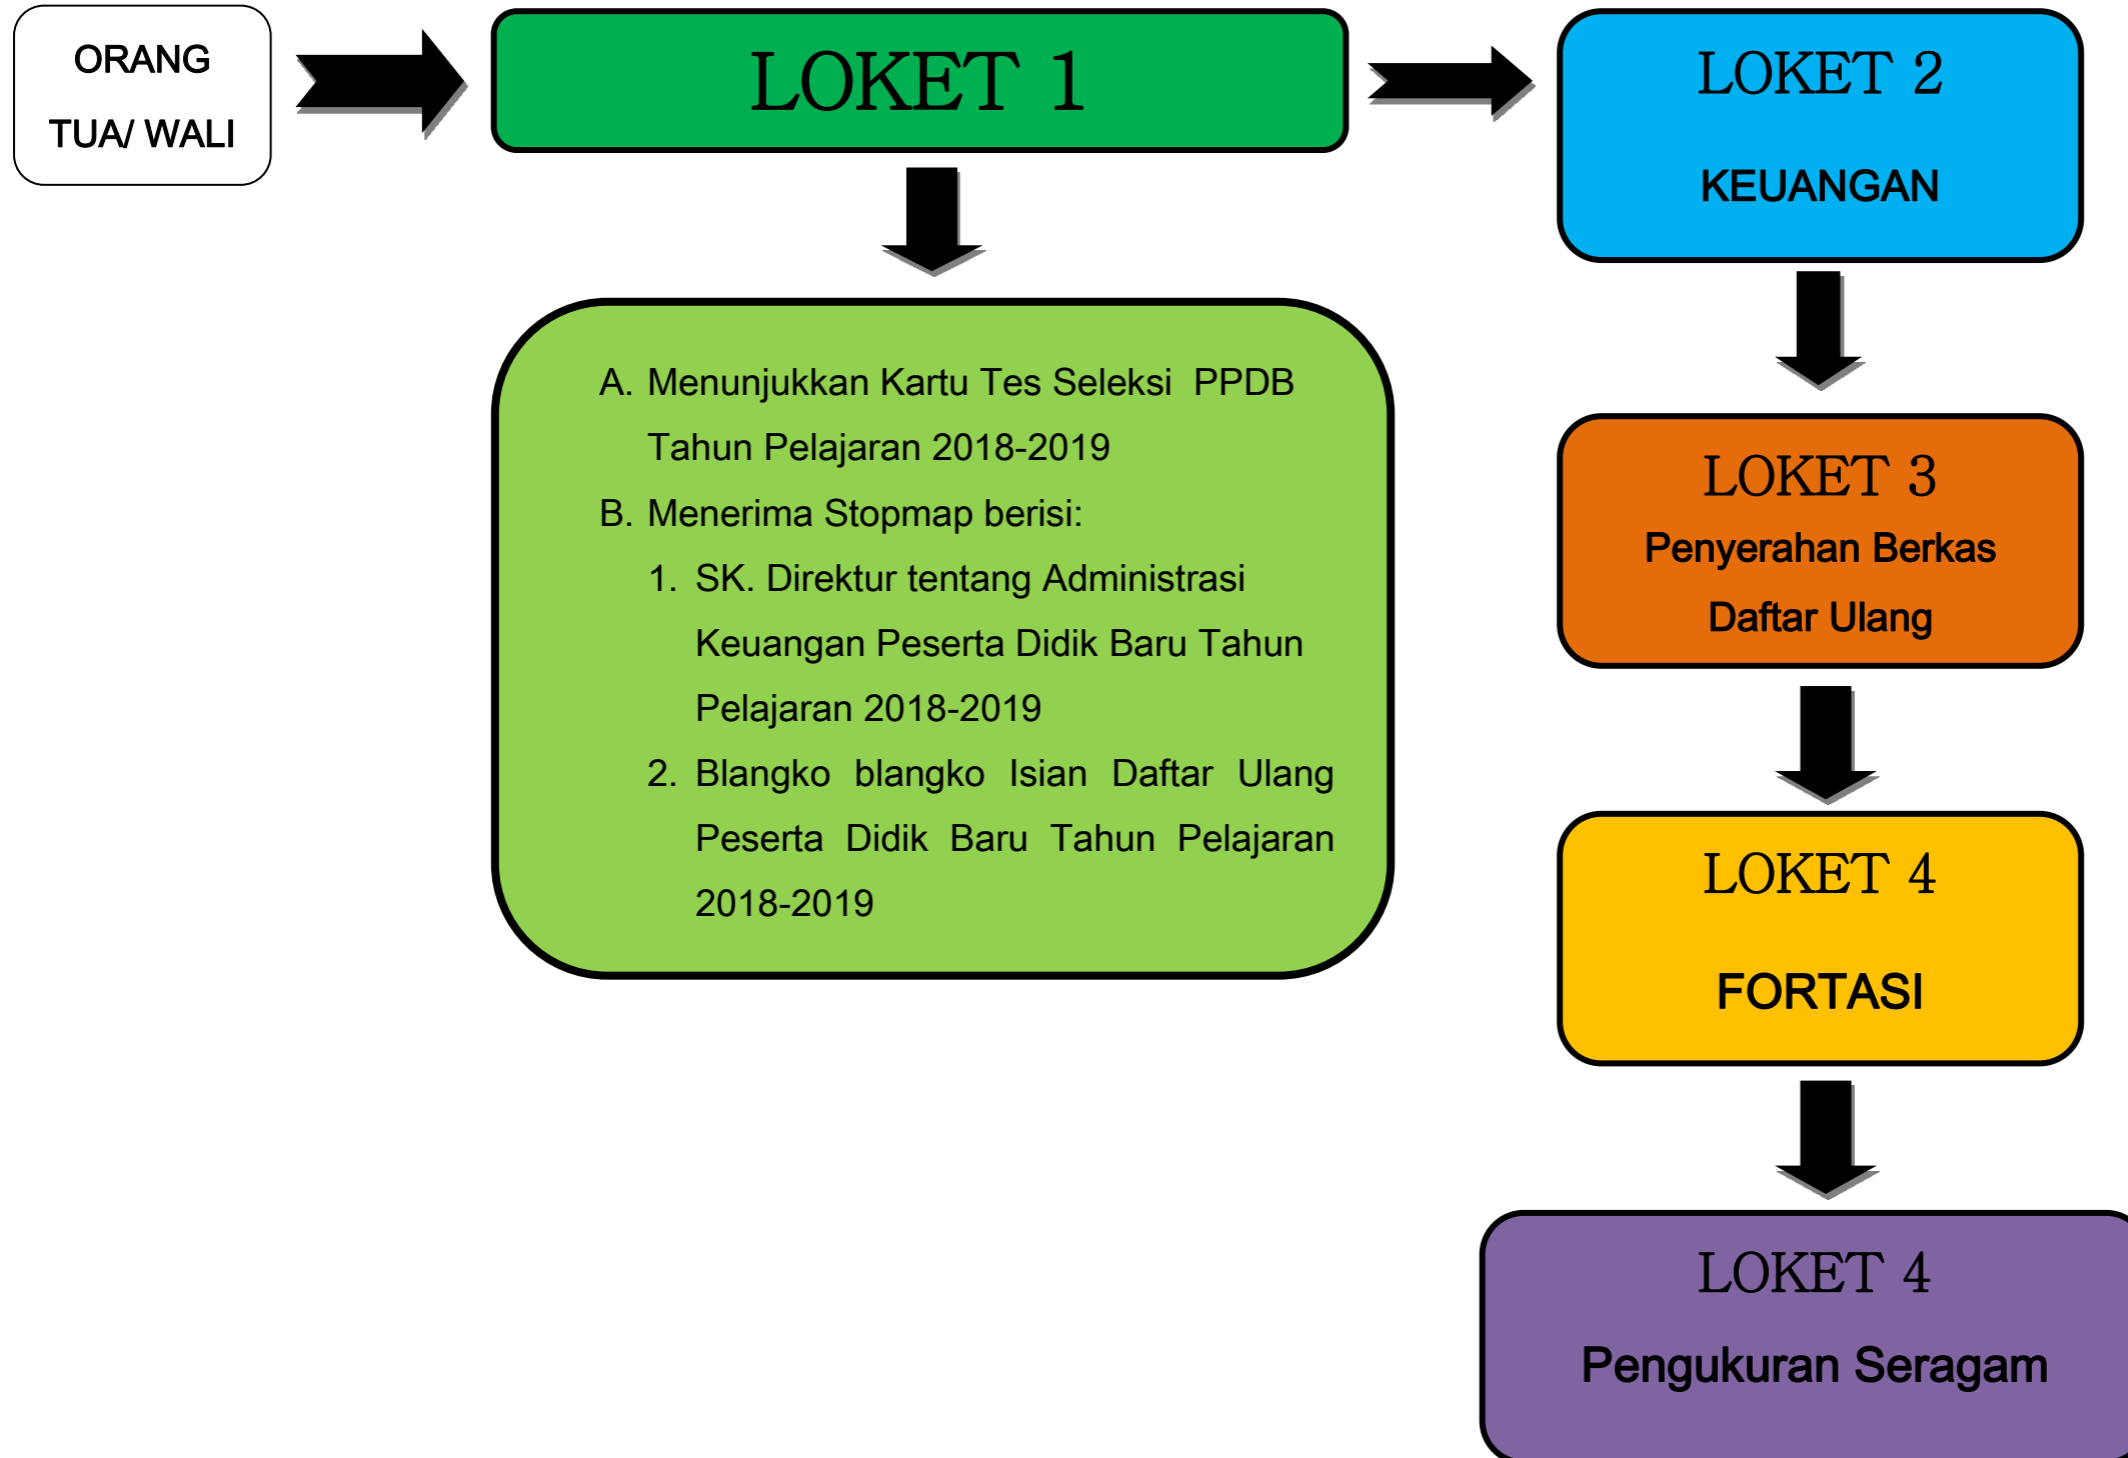 ORANG
TUA/ WALI
LOKET 1
A. Menunjukkan Kartu Tes Seleksi PPDB
Tahun Pelajaran 2018-2019
B. Menerima Stopmap berisi:
1. SK. Direktur tentang Administrasi
Keuangan Peserta Didik Baru Tahun
Pelajaran 2018-2019
2. Blangko blangko Isian Daftar Ulang
Peserta Didik Baru Tahun Pelajaran
2018-2019
LOKET 2
KEUANGAN
LOKET 3
Penyerahan Berkas
Daftar Ulang
LOKET 4
FORTASI
LOKET 4
Pengukuran Seragam